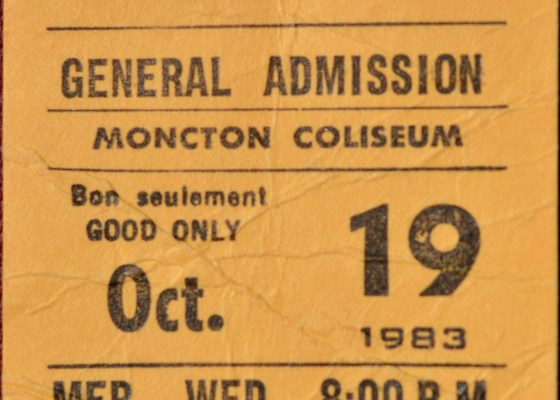 GENERAL ADMISSION
MONCTON COLISEUM
Bon seulement
GOOD ONLY
Oct. 19
1983
MER. WED. 8:00 P.M.